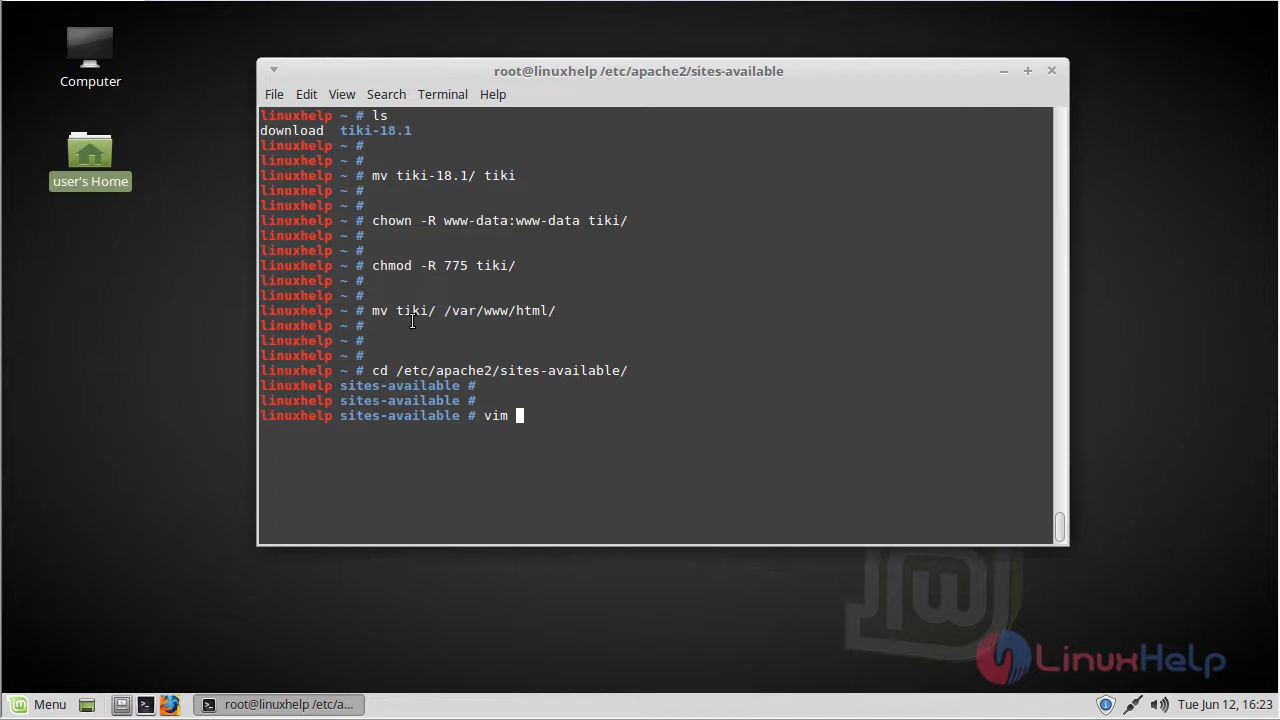 Computer
user's Home
root@linuxhelp /etc/apache2/sites-available
File Edit View Search Terminal Help
linuxhelp ~ # ls
download tiki-18.1
linuxhelp ~ #
linuxhelp ~ #
linuxhelp ~ # mv tiki-18.1/ tiki
linuxhelp ~ #
linuxhelp ~ #
linuxhelp ~ # chown -R www-data:www-data tiki/
linuxhelp ~ #
linuxhelp ~ #
linuxhelp ~ # chmod -R 775 tiki/
linuxhelp ~ #
linuxhelp ~ #
linuxhelp ~ # mv tiki/ /var/www/html/
linuxhelp ~ #
linuxhelp ~ #
linuxhelp ~ #
linuxhelp ~ # cd /etc/apache2/sites-available/
linuxhelp sites-available #
linuxhelp sites-available #
linuxhelp sites-available # vim
LinuxHelp
Menu root@linuxhelp /etc/a... Tue Jun 12, 16:23